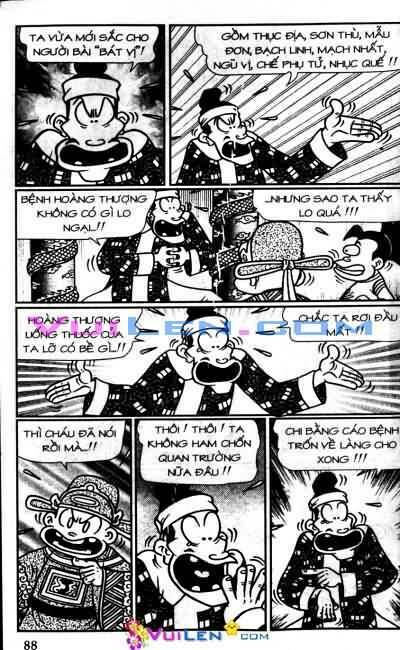 TA VỪA MỚI SẮC CHO
NGƯỜI BÀI "BÁT VỊ"!
GỒM THỤC ĐỊA, SƠN THÙ, MẪU
ĐƠN, BẠCH LINH, MẠCH NHẤT,
NGŨ VỊ, CHẾ PHỤ TỬ, NHỤC QUẾ !!
BỆNH HOÀNG THƯỢNG
KHÔNG CÓ GÌ LO
NGẠI..!!
..NHƯNG SAO TA THẤY
LO QUÁ !!!
HOÀNG THƯỢNG
UỐNG THUỐC CỦA
TA LỠ CÓ BỀ GÌ..!!
CHẮC TA RƠI ĐẦU
MẤT !!
VUILEN.COM
THÌ CHÁU ĐÃ NÓI
RỒI MÀ..!!
THÔI ! THÔI ! TA
KHÔNG HAM CHỐN
QUAN TRƯỜNG
NỮA ĐÂU !!
CHI BẰNG CÁO BỆNH
TRỐN VỀ LÀNG CHO
XONG !!!
88
VUILEN.COM